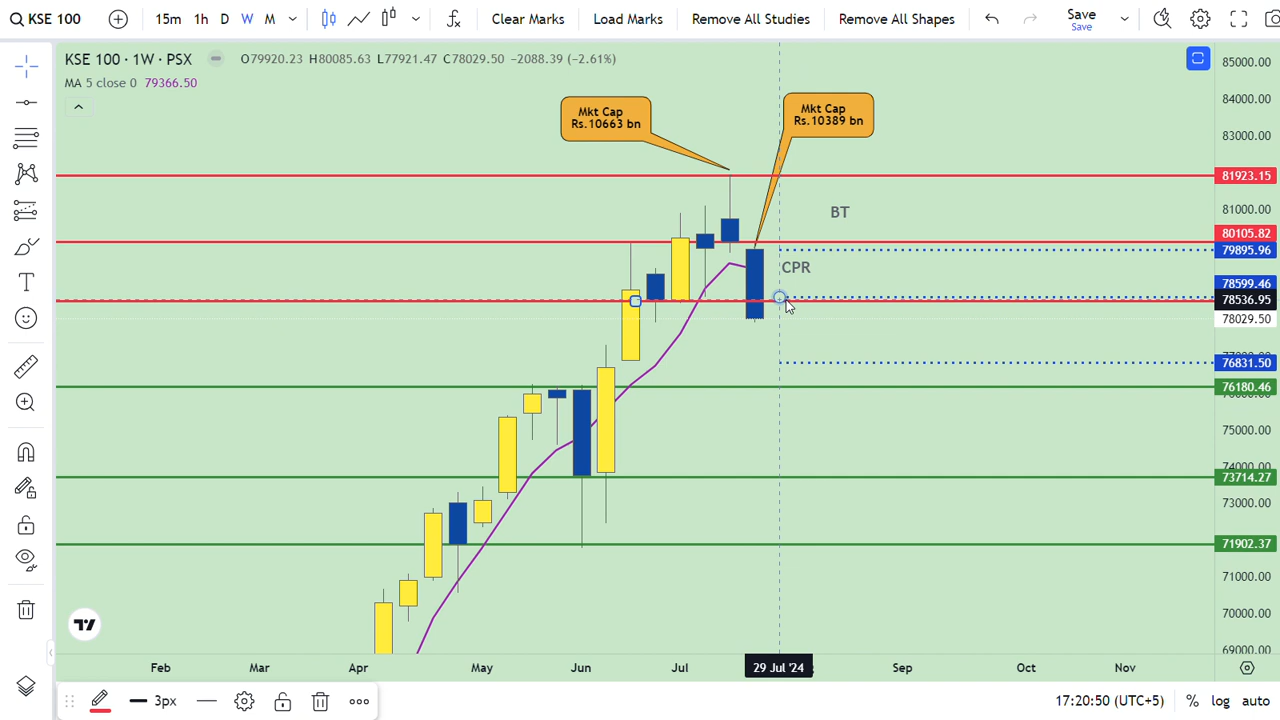 KSE 100
15m 1h D W M
Clear Marks
Load Marks
Remove All Studies
Remove All Shapes
Save
Save
KSE 100 · 1W · PSX
O79920.23 H80085.63 L77921.47 C78029.50 −2088.39 (−2.61%)
MA 5 close 0 79366.50
Mkt Cap
Rs.10663 bn
Mkt Cap
Rs.10389 bn
BT
CPR
85000.00
84000.00
83000.00
81923.15
81000.00
80105.82
79895.96
78599.46
78536.95
78029.50
76831.50
76180.46
75000.00
74000.00
73714.27
73000.00
71902.37
71000.00
70000.00
69000.00
Feb Mar Apr May Jun Jul 29 Jul '24 Sep Oct Nov
3px
17:20:50 (UTC+5) % log auto